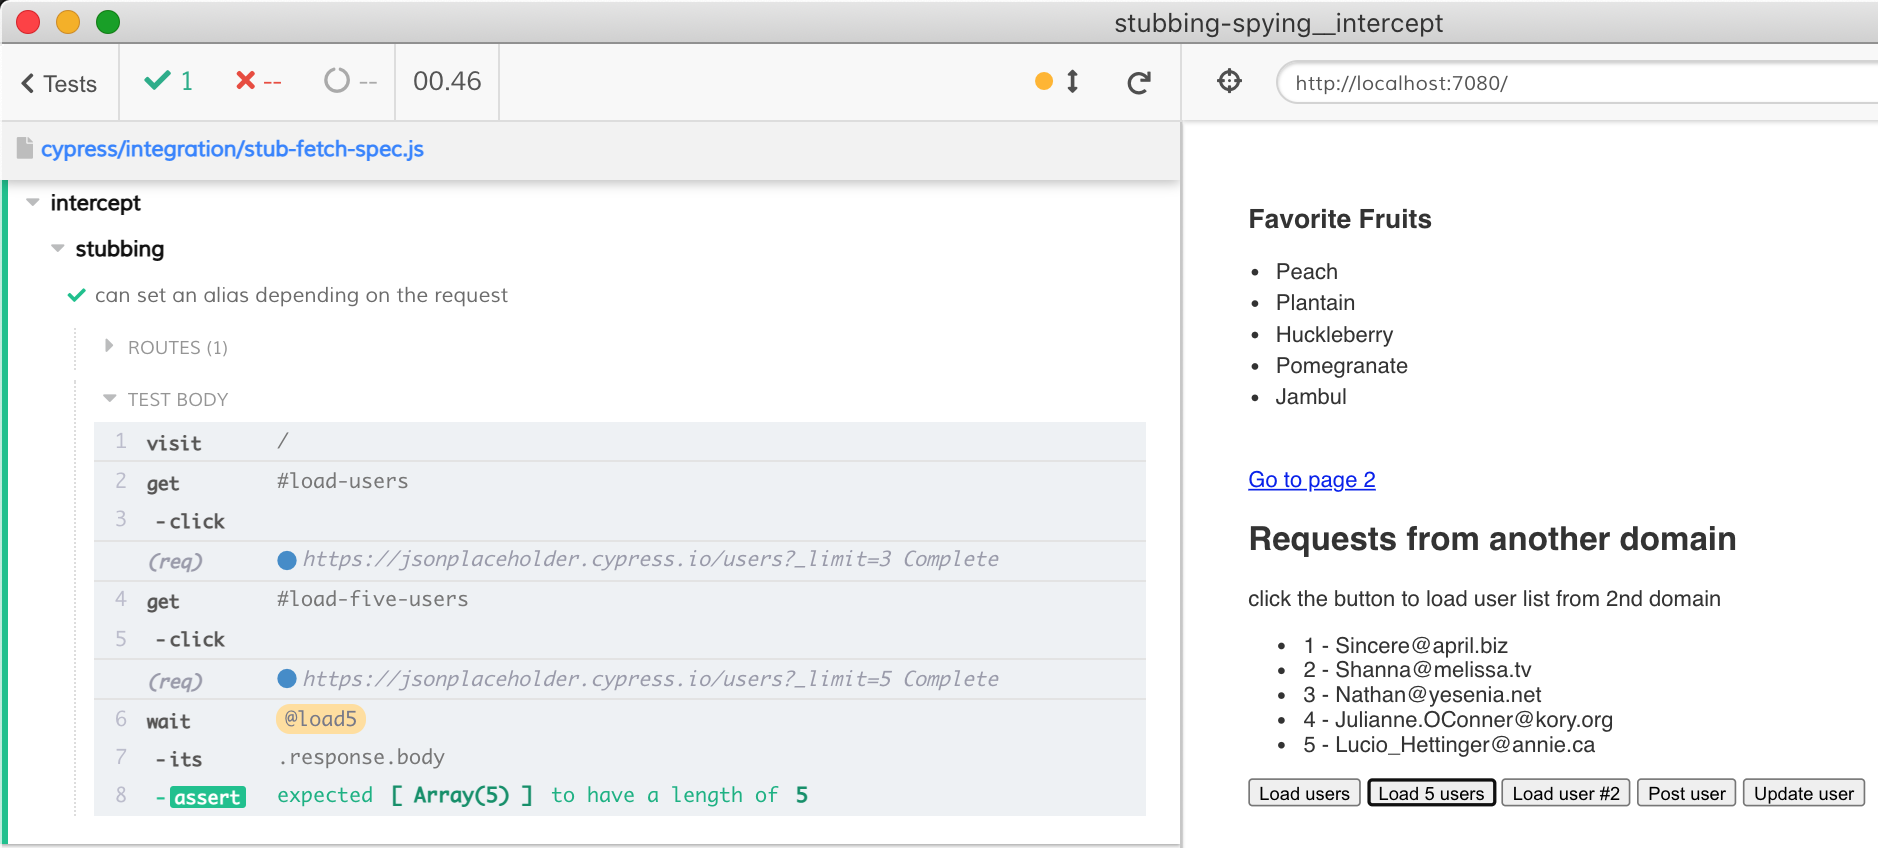 stubbing-spying__intercept
Tests
1
--
--
00.46
http://localhost:7080/
cypress/integration/stub-fetch-spec.js
intercept
stubbing
can set an alias depending on the request
ROUTES (1)
TEST BODY
1 visit /
2 get #load-users
3 -click
(req) https://jsonplaceholder.cypress.io/users?_limit=3 Complete
4 get #load-five-users
5 -click
(req) https://jsonplaceholder.cypress.io/users?_limit=5 Complete
6 wait @load5
7 -its .response.body
8 -assert expected [ Array(5) ] to have a length of 5
Favorite Fruits
• Peach
• Plantain
• Huckleberry
• Pomegranate
• Jambul
Go to page 2
Requests from another domain
click the button to load user list from 2nd domain
• 1 - Sincere@april.biz
• 2 - Shanna@melissa.tv
• 3 - Nathan@yesenia.net
• 4 - Julianne.OConner@kory.org
• 5 - Lucio_Hettinger@annie.ca
Load users Load 5 users Load user #2 Post user Update user